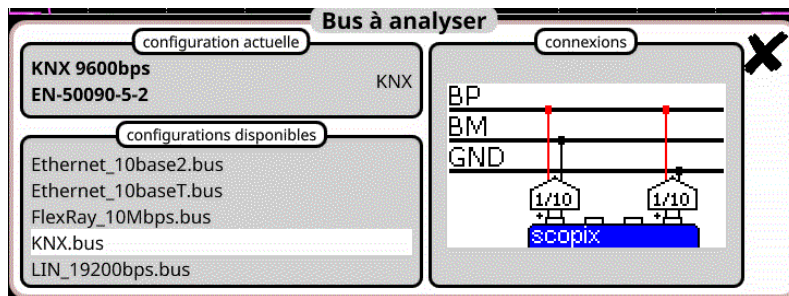 Bus à analyser
configuration actuelle
KNX 9600bps
EN-50090-5-2
KNX
configurations disponibles
Ethernet_10base2.bus
Ethernet_10baseT.bus
FlexRay_10Mbps.bus
KNX.bus
LIN_19200bps.bus
connexions
BP
BM
GND
1/10 1/10
+ +
scopix